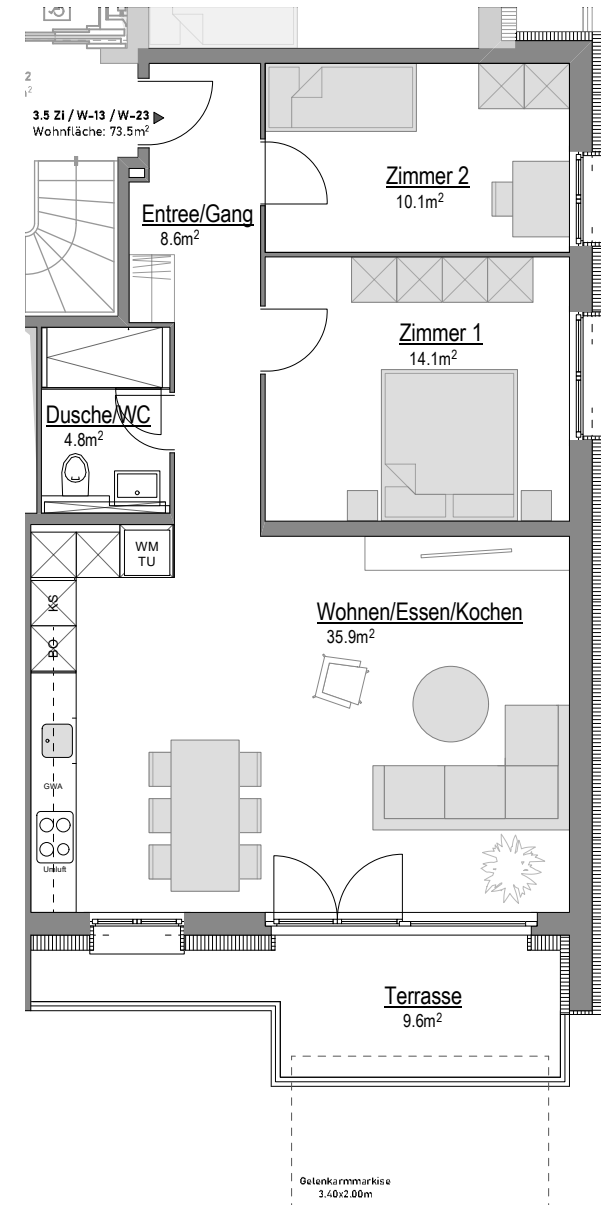 3.5 Zi / W-13 / W-23
Wohnfläche: 73.5m²
Zimmer 2
10.1m²
Entree/Gang
8.6m²
Zimmer 1
14.1m²
Dusche/WC
4.8m²
WM
TU
KS
BO
Wohnen/Essen/Kochen
35.9m²
GWA
Umluft
Terrasse
9.6m²
Gelenkarmmarkise
3.40x2.00m